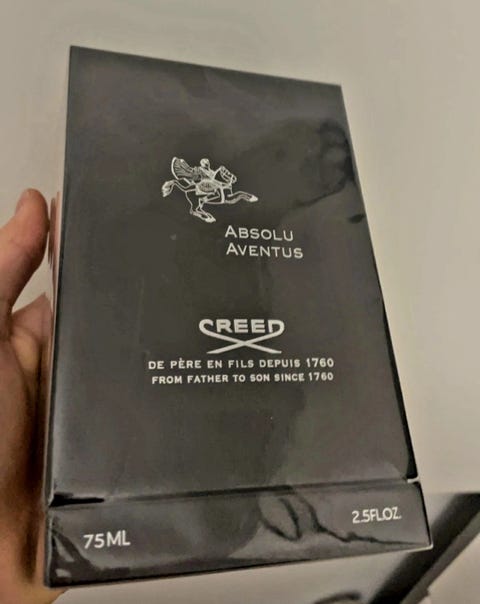 ABSOLU
AVENTUS
CREED
DE PÈRE EN FILS DEPUIS 1760
FROM FATHER TO SON SINCE 1760
75ML
2.5FLOZ.